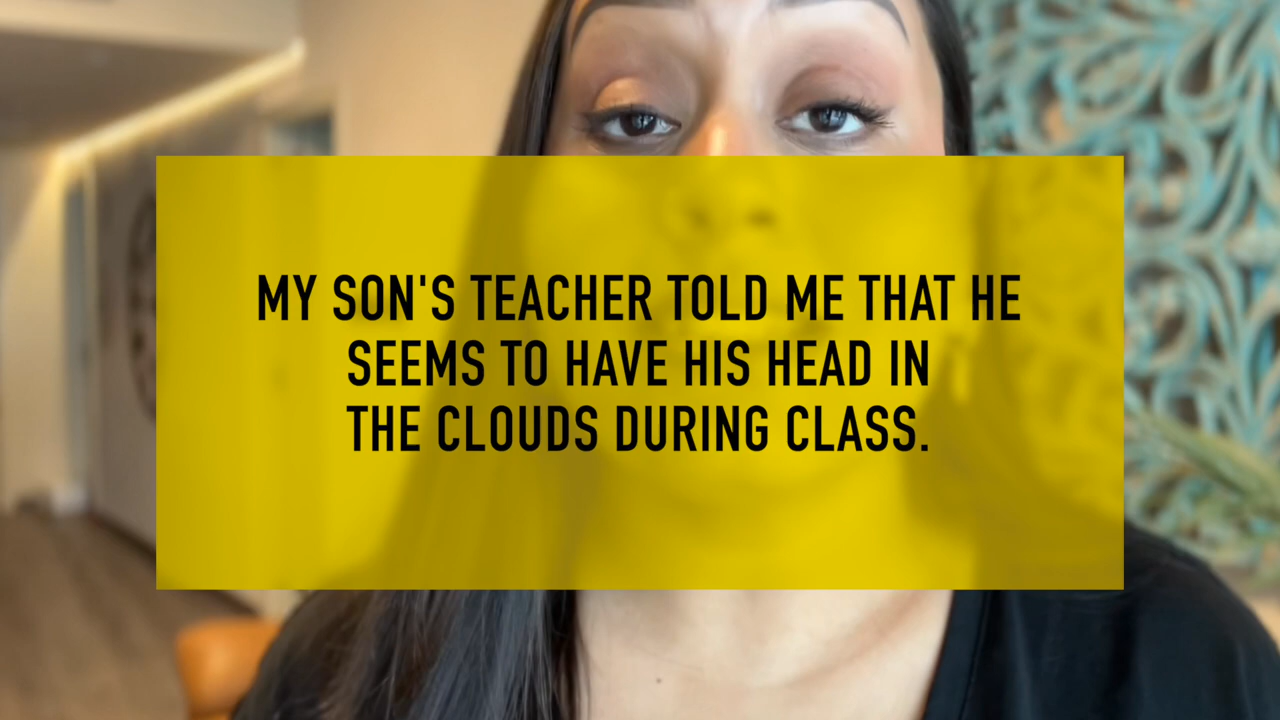 MY SON'S TEACHER TOLD ME THAT HE
SEEMS TO HAVE HIS HEAD IN
THE CLOUDS DURING CLASS.